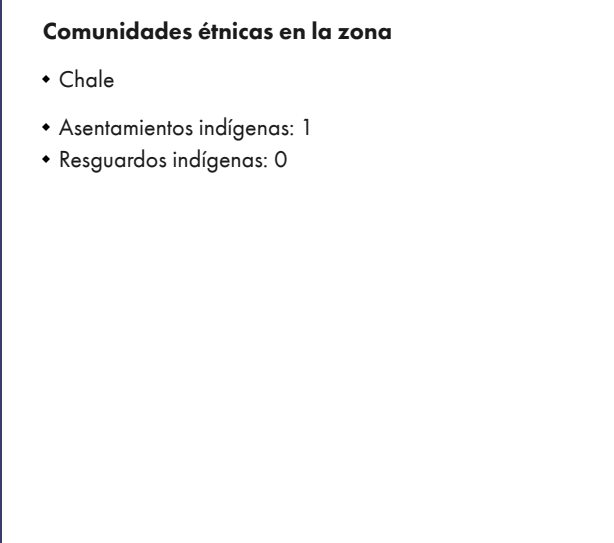 Comunidades étnicas en la zona
◆ Chale
◆ Asentamientos indígenas: 1
◆ Resguardos indígenas: 0